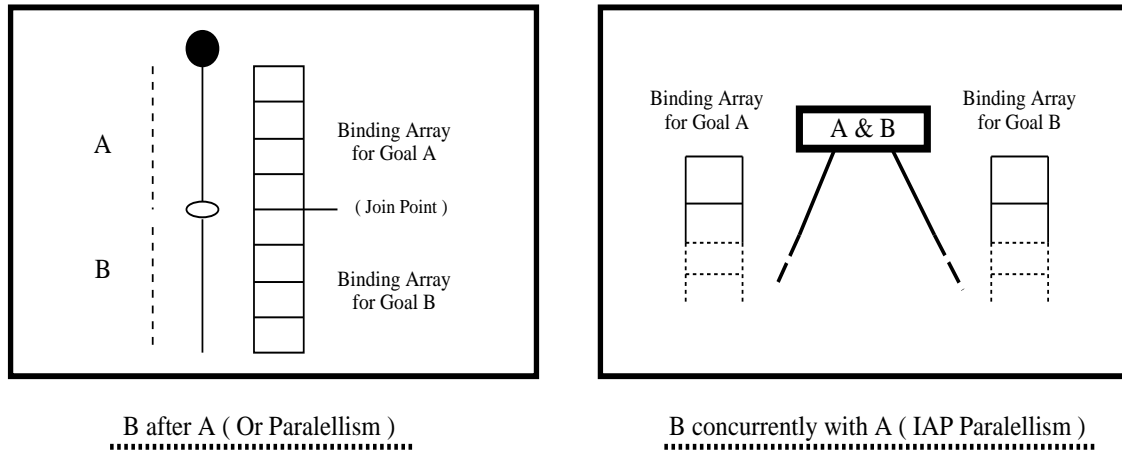 A
Binding Array
for Goal A
( Join Point )
B
Binding Array
for Goal B
B after A ( Or Paralellism )
Binding Array
for Goal A
A & B
Binding Array
for Goal B
B concurrently with A ( IAP Paralellism )